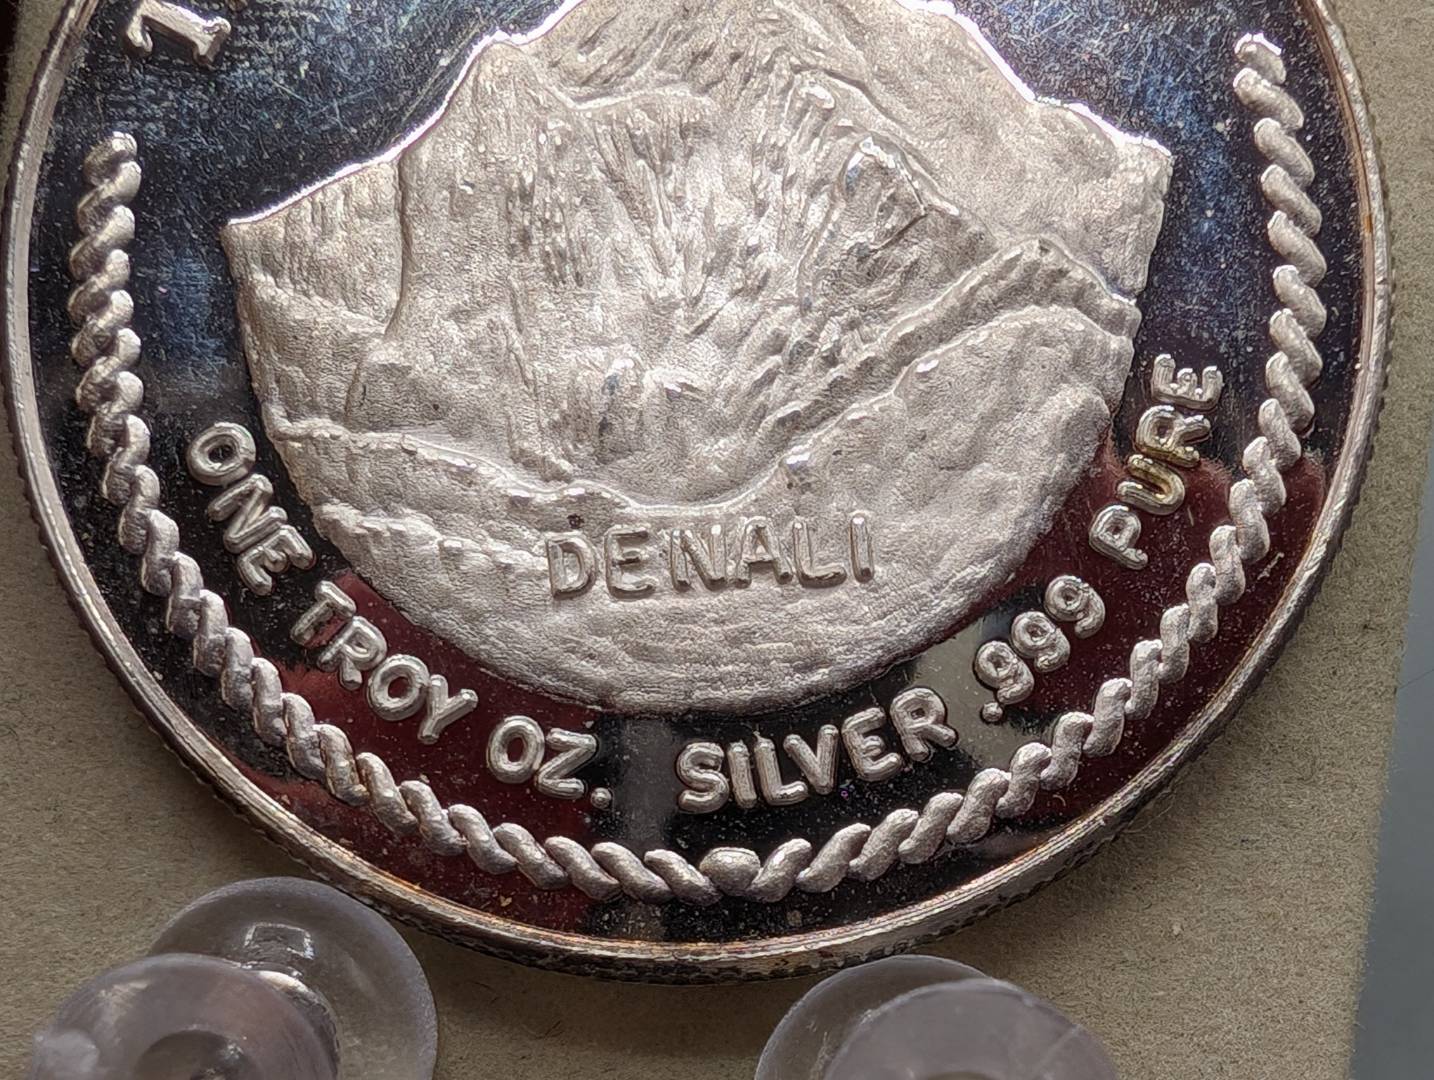 DENALI
ONE TROY OZ. SILVER .999 PURE